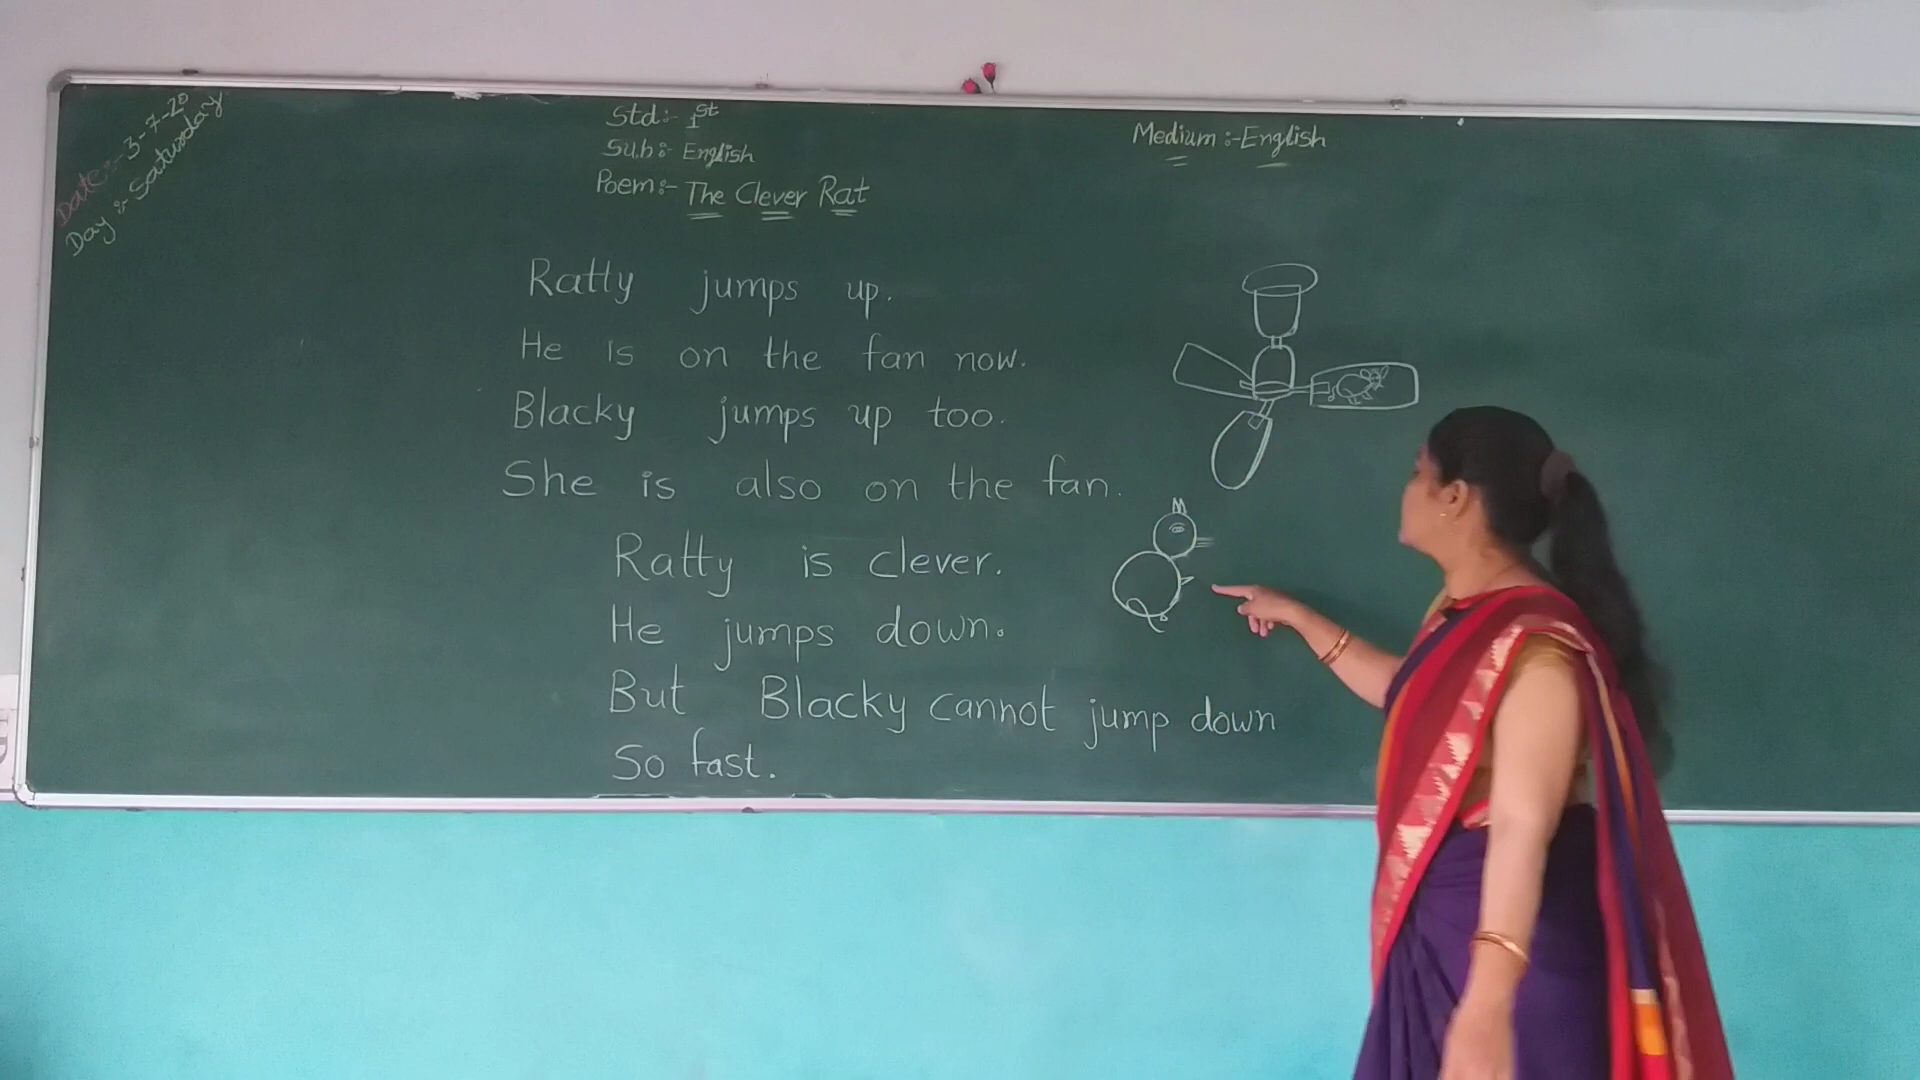 Date:- 3-7-20
Day :- Saturday
Std:- 1st
Sub:- English
Poem:- The Clever Rat
Medium:- English
Ratty jumps up.
He is on the fan now.
Blacky jumps up too.
She is also on the fan.
Ratty is clever.
He jumps down.
But Blacky cannot jump down
So fast.